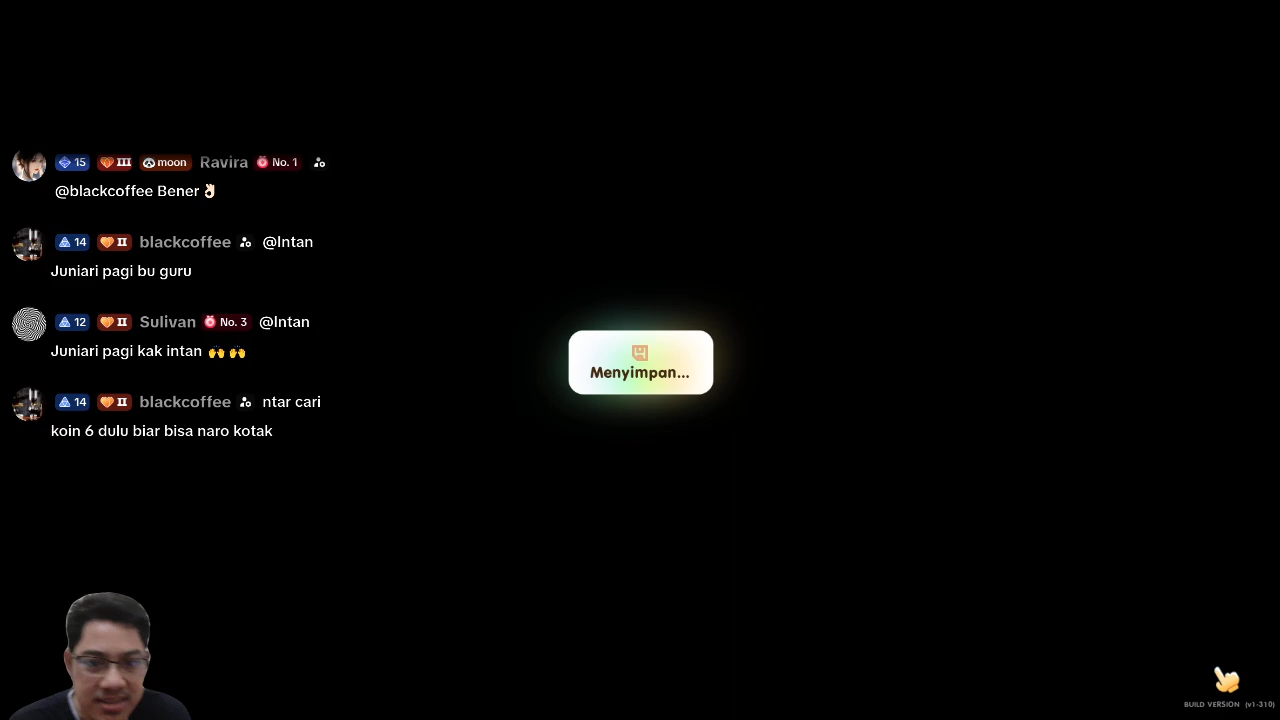 15 III moon Ravira No. 1
@blackcoffee Bener
14 II blackcoffee @Intan
Juniari pagi bu guru
12 II Sulivan No. 3 @Intan
Juniari pagi kak intan
14 II blackcoffee ntar cari
koin 6 dulu biar bisa naro kotak
Menyimpan...
BUILD VERSION (v1-310)